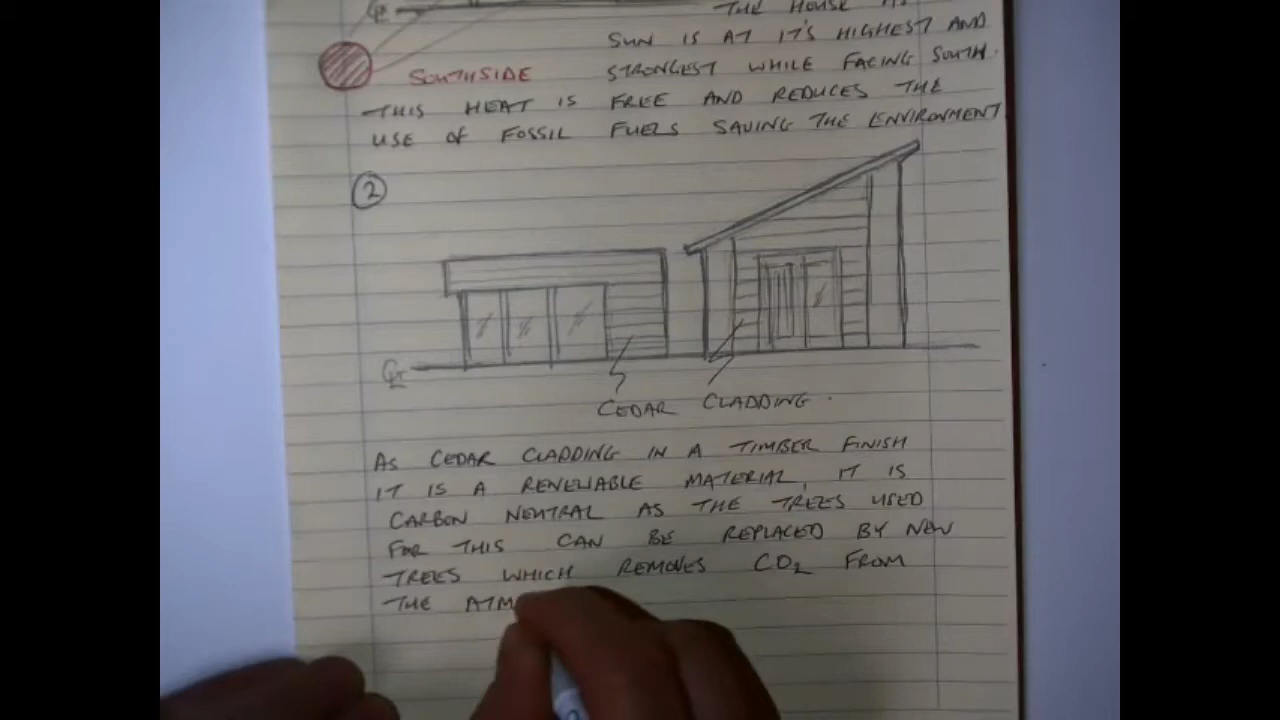 THE HOUSE AS
SUN IS AT IT'S HIGHEST AND
SOUTHSIDE STRONGEST WHILE FACING SOUTH.
THIS HEAT IS FREE AND REDUCES THE
USE OF FOSSIL FUELS SAVING THE ENVIRONMENT
2
GL
CEDAR CLADDING.
AS CEDAR CLADDING IN A TIMBER FINISH
IT IS A RENEWABLE MATERIAL, IT IS
CARBON NEUTRAL AS THE TREES USED
FOR THIS CAN BE REPLACED BY NEW
TREES WHICH REMOVES CO2 FROM
THE ATM